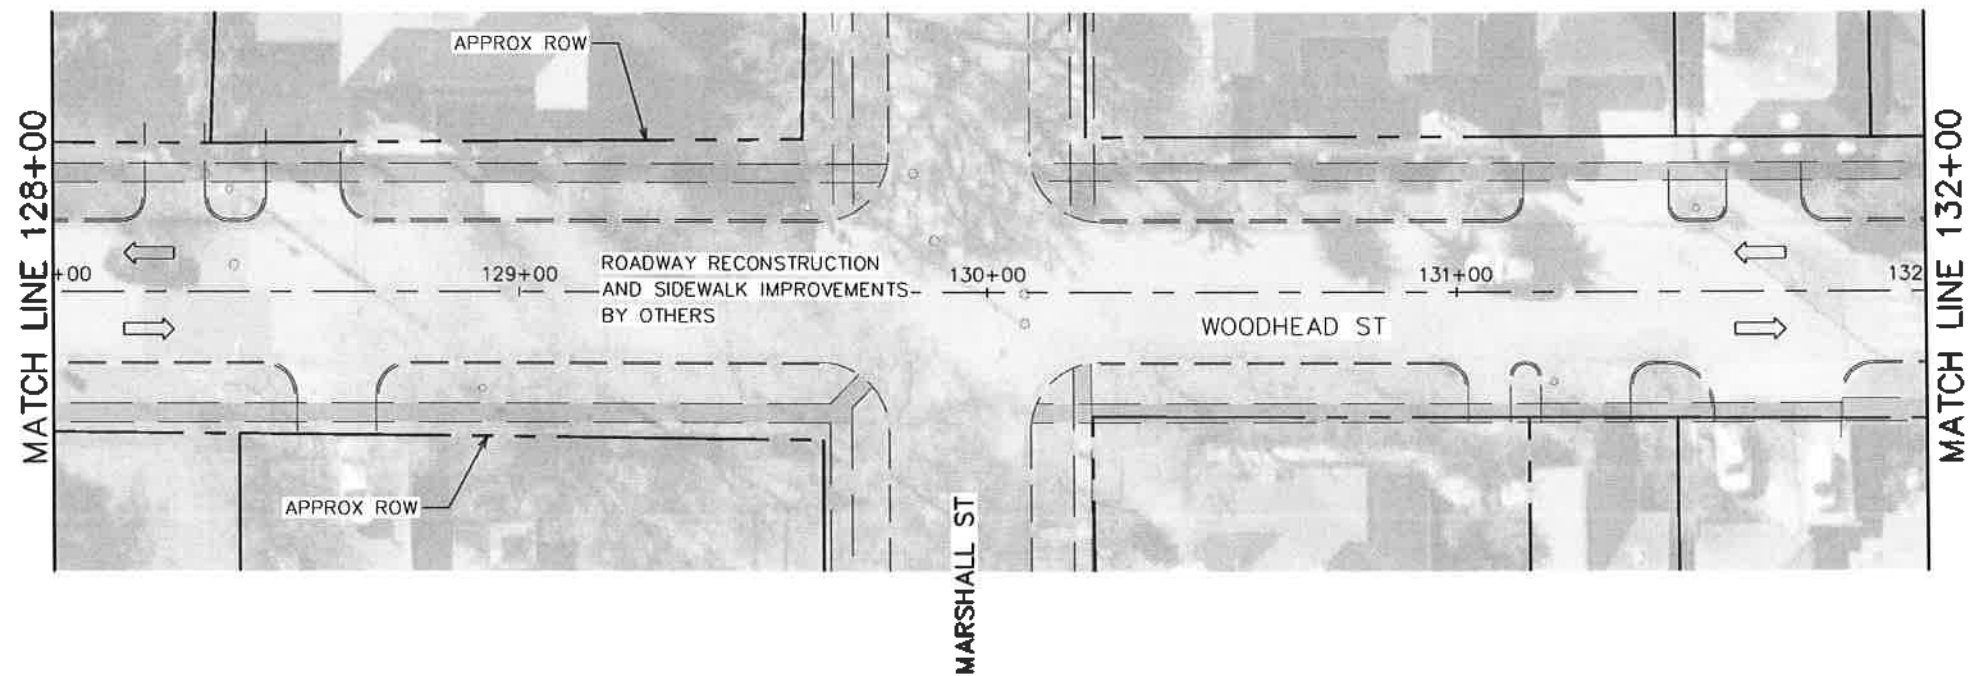 APPROX ROW
MATCH LINE 128+00
MATCH LINE 132+00
+00
129+00
ROADWAY RECONSTRUCTION
AND SIDEWALK IMPROVEMENTS
BY OTHERS
130+00
131+00
132
WOODHEAD ST
APPROX ROW
MARSHALL ST